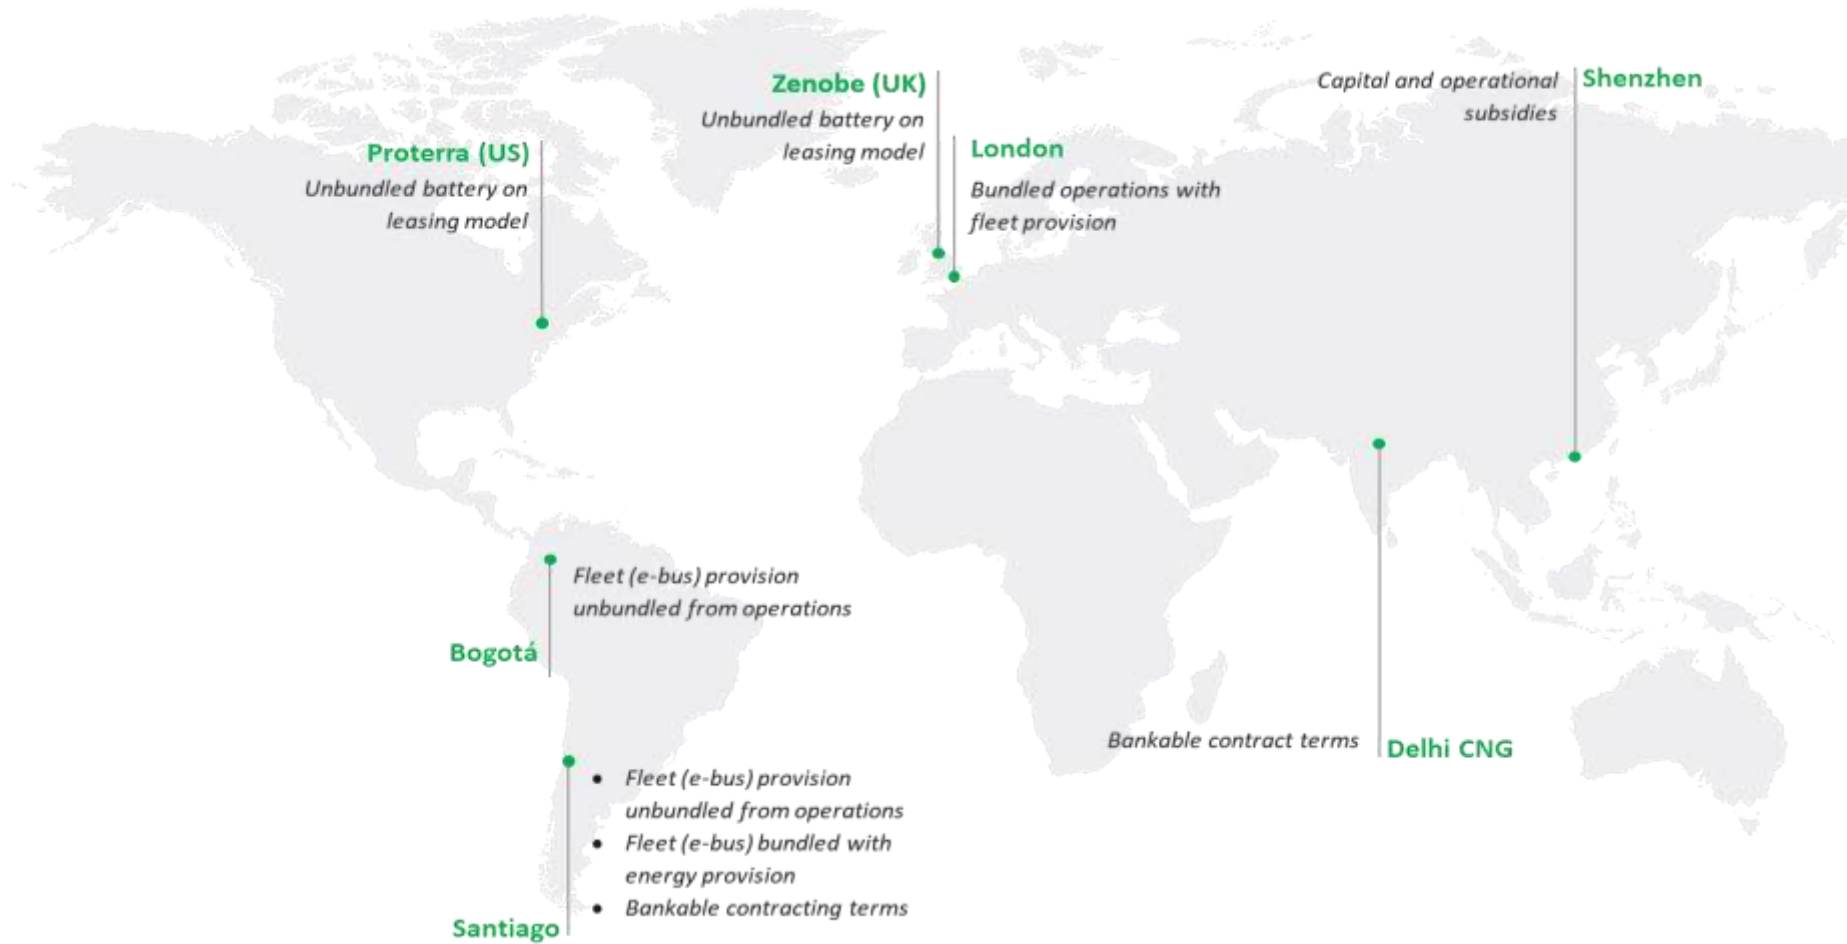 Zenobe (UK)
Unbundled battery on
leasing model
Capital and operational
subsidies
Shenzhen
Proterra (US)
Unbundled battery on
leasing model
London
Bundled operations with
fleet provision
Fleet (e-bus) provision
unbundled from operations
Bogotá
Bankable contract terms
Delhi CNG
• Fleet (e-bus) provision
unbundled from operations
• Fleet (e-bus) bundled with
energy provision
• Bankable contracting terms
Santiago